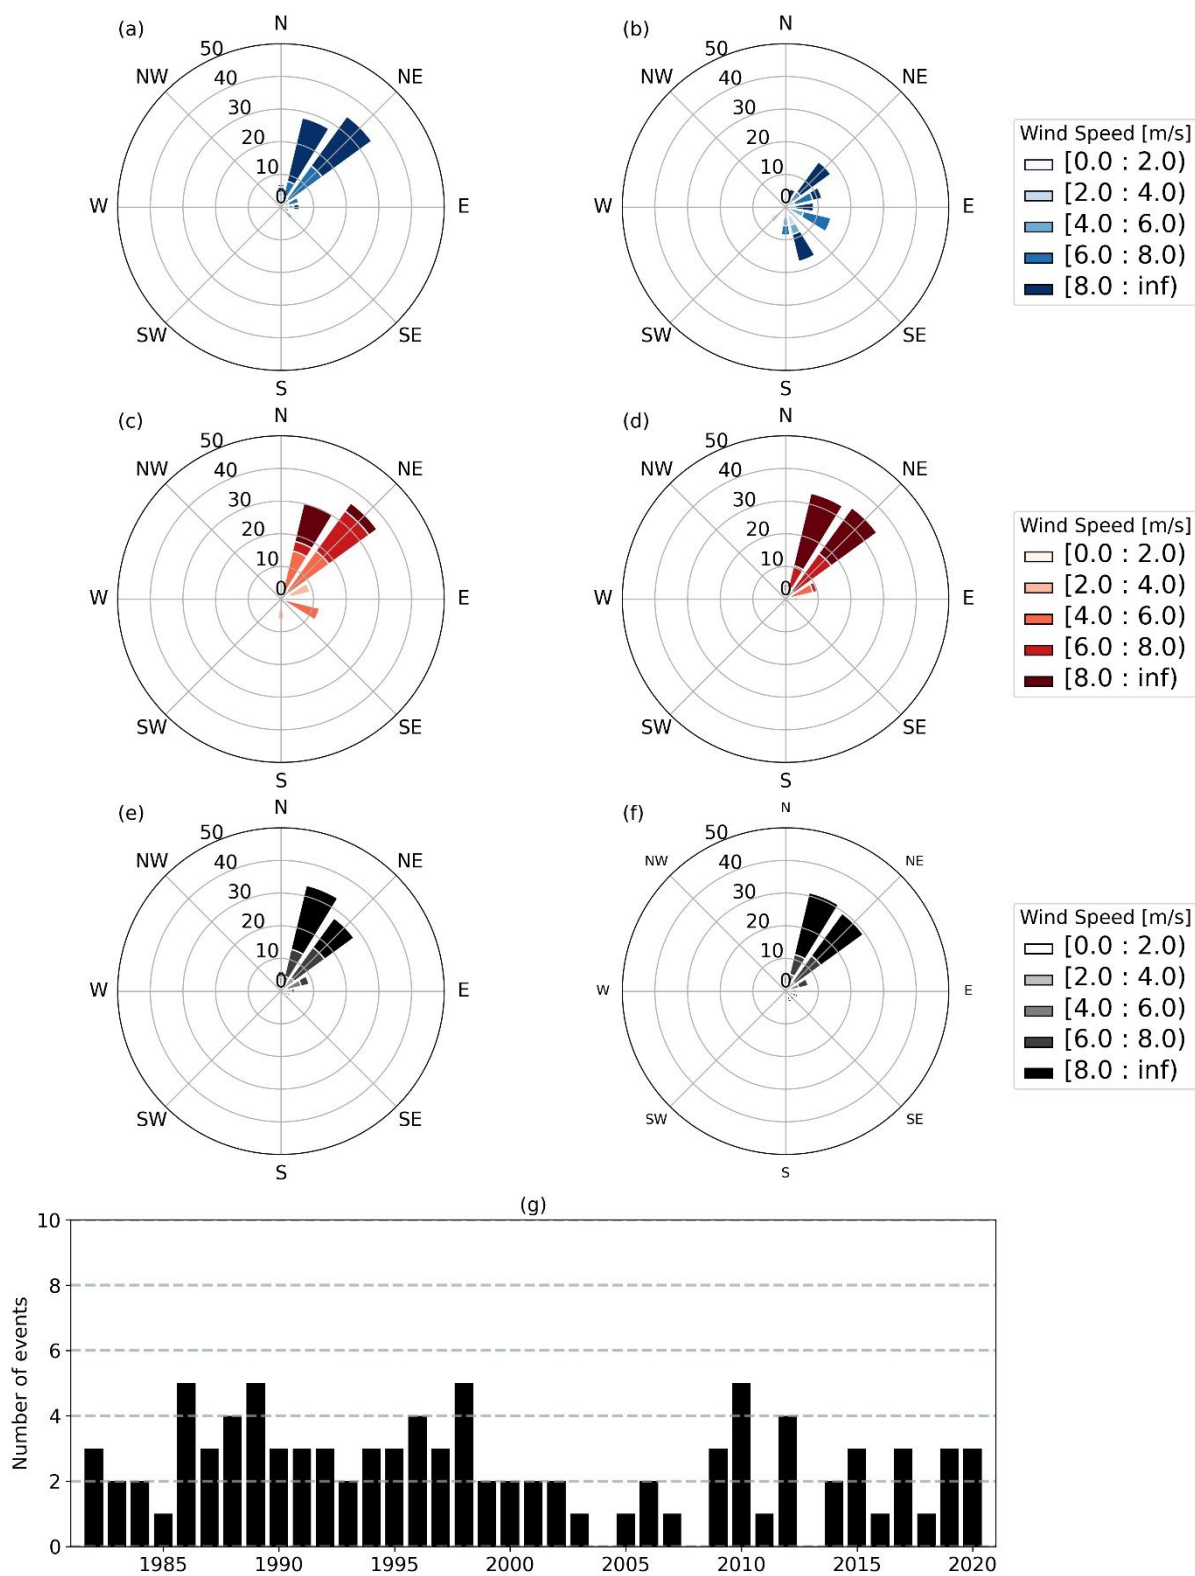 (a) N (b) N
50 50
NW 40 NE NW 40 NE
30 30
20 20
10 10
W 0 E W 0 E
SW SE SW SE
S S
Wind Speed [m/s]
[0.0 : 2.0)
[2.0 : 4.0)
[4.0 : 6.0)
[6.0 : 8.0)
[8.0 : inf)
(c) N (d) N
50 50
NW 40 NE NW 40 NE
30 30
20 20
10 10
W 0 E W 0 E
SW SE SW SE
S S
Wind Speed [m/s]
[0.0 : 2.0)
[2.0 : 4.0)
[4.0 : 6.0)
[6.0 : 8.0)
[8.0 : inf)
(e) N (f) N
50 50
NW 40 NE NW 40 NE
30 30
20 20
10 10
W 0 E W 0 E
SW SE SW SE
S S
Wind Speed [m/s]
[0.0 : 2.0)
[2.0 : 4.0)
[4.0 : 6.0)
[6.0 : 8.0)
[8.0 : inf)
(g)
Number of events
10
8
6
4
2
0
1985 1990 1995 2000 2005 2010 2015 2020